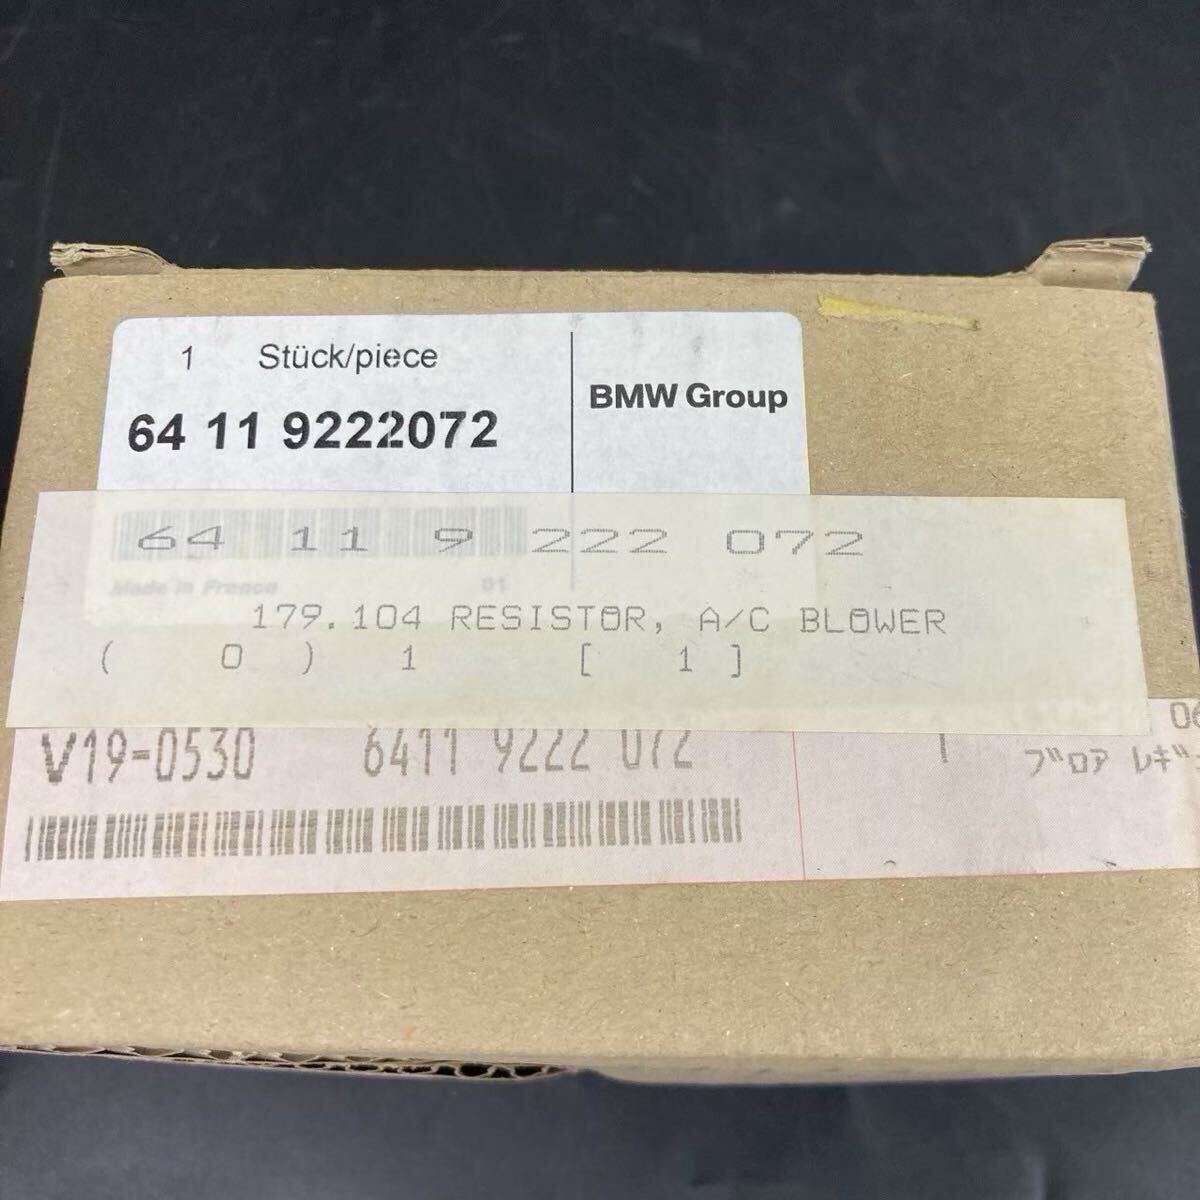 1 Stück/piece
BMW Group
64 11 9222072
64 11 9 222 072
Made in France 01
179.104 RESISTOR, A/C BLOWER
( 0 ) 1 [ 1 ]
06
V19-0530 6411 9222 072 1
ブロア レギ